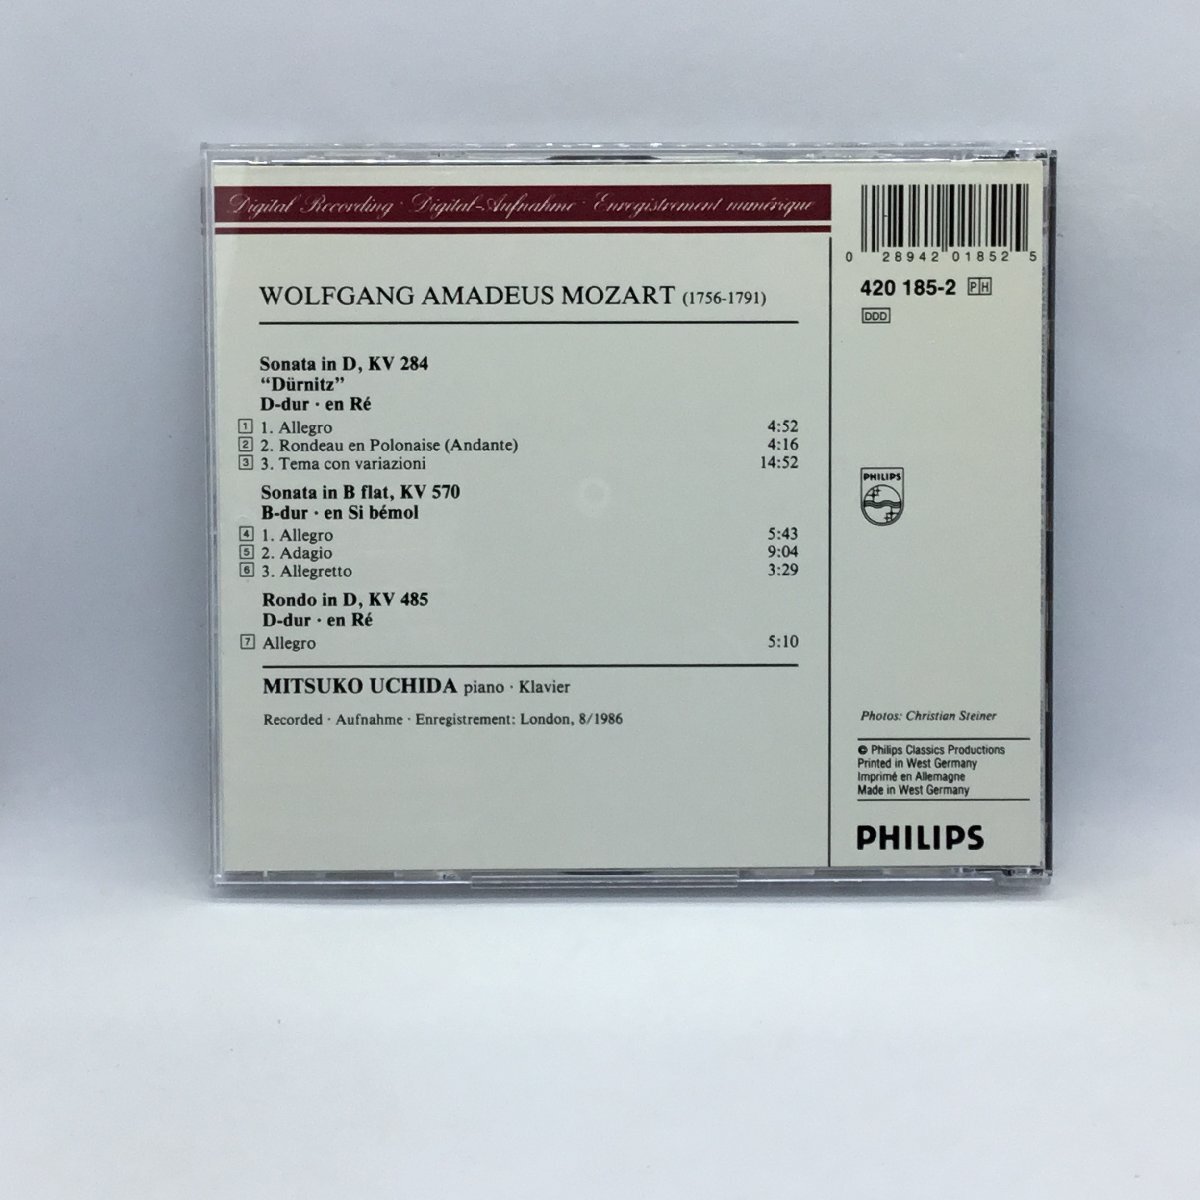 Digital Recording · Digital-Aufnahme · Enregistrement numérique
WOLFGANG AMADEUS MOZART (1756-1791)
Sonata in D, KV 284
“Dürnitz”
D-dur · en Ré
1 1. Allegro 4:52
2 2. Rondeau en Polonaise (Andante) 4:16
3 3. Tema con variazioni 14:52
Sonata in B flat, KV 570
B-dur · en Si bémol
4 1. Allegro 5:43
5 2. Adagio 9:04
6 3. Allegretto 3:29
Rondo in D, KV 485
D-dur · en Ré
7 Allegro 5:10
MITSUKO UCHIDA piano · Klavier
Recorded · Aufnahme · Enregistrement: London, 8/1986
0 28942 01852 5
420 185-2 PH
DDD
PHILIPS
Photos: Christian Steiner
© Philips Classics Productions
Printed in West Germany
Imprimé en Allemagne
Made in West Germany
PHILIPS